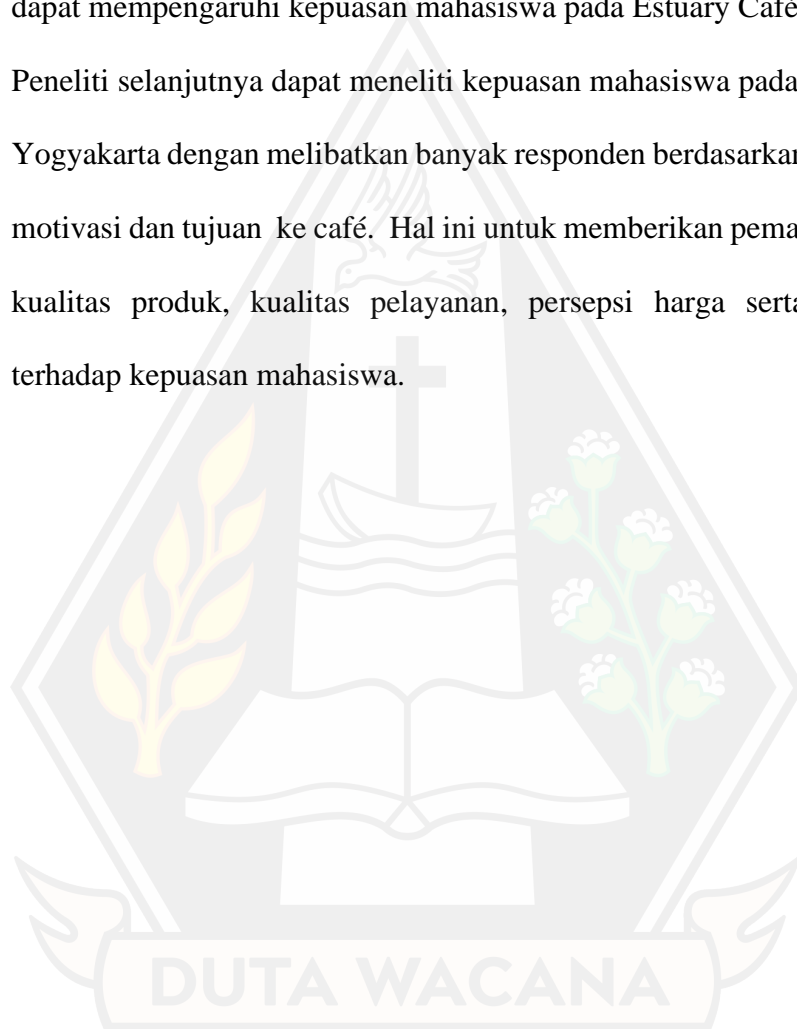 dapat mempengaruhi kepuasan mahasiswa pada Estuary Café
Peneliti selanjutnya dapat meneliti kepuasan mahasiswa pada
Yogyakarta dengan melibatkan banyak responden berdasarkan
motivasi dan tujuan ke café. Hal ini untuk memberikan pema
kualitas produk, kualitas pelayanan, persepsi harga serta
terhadap kepuasan mahasiswa.
DUTA WACANA